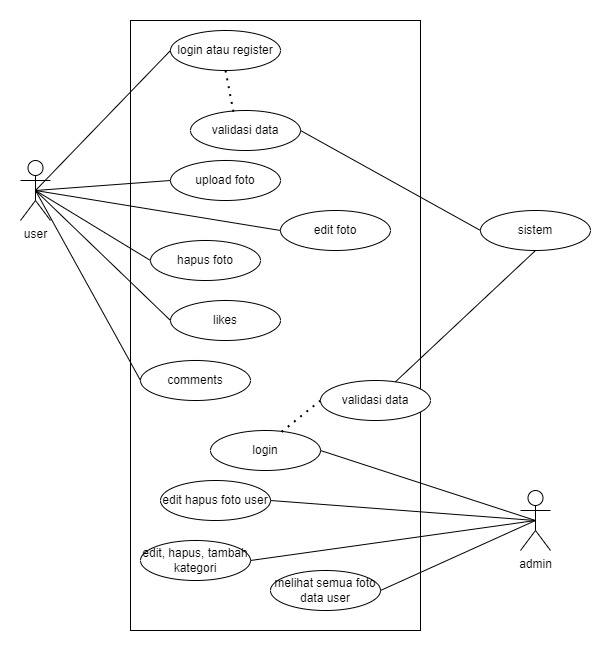 login atau register
validasi data
upload foto
user
edit foto
sistem
hapus foto
likes
comments
validasi data
login
edit hapus foto user
edit, hapus, tambah
kategori
admin
melihat semua foto
data user